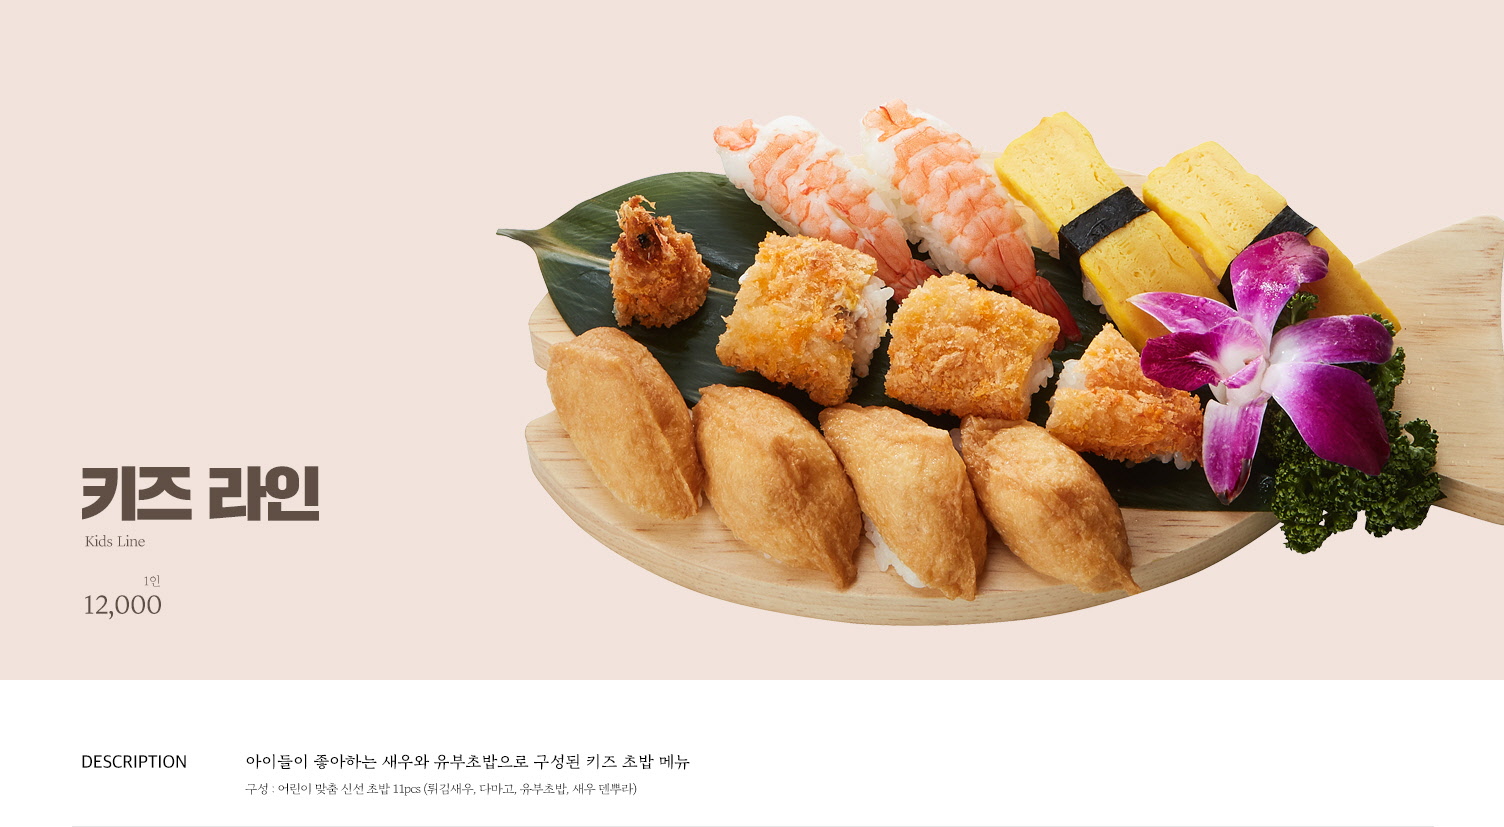 키즈 라인
Kids Line
1인
12,000
DESCRIPTION
아이들이 좋아하는 새우와 유부초밥으로 구성된 키즈 초밥 메뉴
구성 : 어린이 맞춤 신선 초밥 11pcs (튀김새우, 다마고, 유부초밥, 새우 덴뿌라)